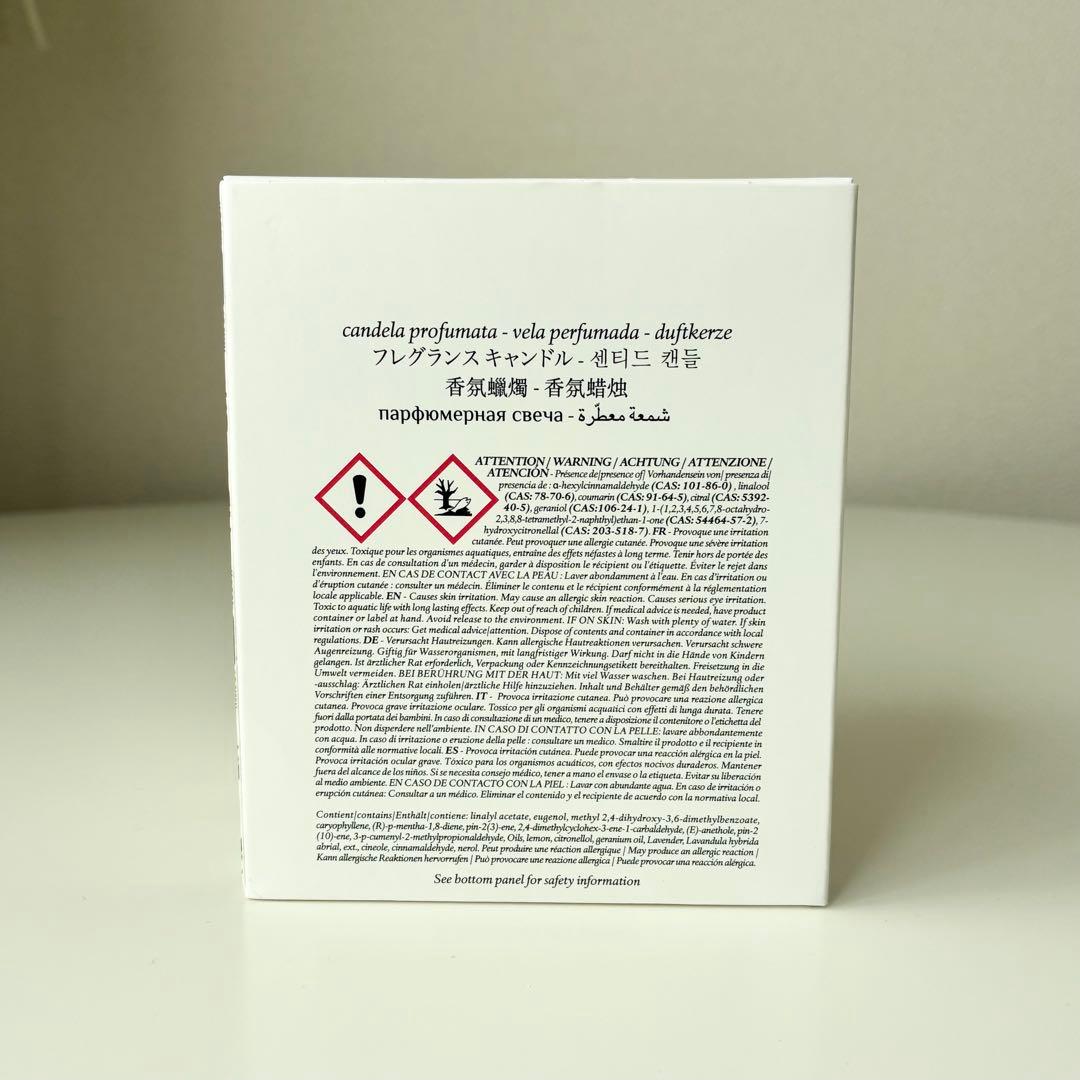 candela profumata - vela perfumada - duftkerze
フレグランスキャンドル - 센티드 캔들
香氛蠟燭 - 香氛蜡烛
парфюмерная свеча - شمعة معطّرة
ATTENTION / WARNING / ACHTUNG / ATTENZIONE /
ATENCIÓN - Présence de|presence of| Vorhandensein von| presenza di|
presencia de : α-hexylcinnamaldehyde (CAS: 101-86-0) , linalool
(CAS: 78-70-6), coumarin (CAS: 91-64-5), citral (CAS: 5392-
40-5), geraniol (CAS:106-24-1), 1-(1,2,3,4,5,6,7,8-octahydro-
2,3,8,8-tetramethyl-2-naphthyl)ethan-1-one (CAS: 54464-57-2), 7-
hydroxycitronellal (CAS: 203-518-7). FR - Provoque une irritation
cutanée. Peut provoquer une allergie cutanée. Provoque une sévère irritation
des yeux. Toxique pour les organismes aquatiques, entraîne des effets néfastes à long terme. Tenir hors de portée des
enfants. En cas de consultation d'un médecin, garder à disposition le récipient ou l'étiquette. Éviter le rejet dans
l'environnement. EN CAS DE CONTACT AVEC LA PEAU : Laver abondamment à l'eau. En cas d'irritation ou
d'éruption cutanée : consulter un médecin. Éliminer le contenu et le récipient conformément à la réglementation
locale applicable. EN - Causes skin irritation. May cause an allergic skin reaction. Causes serious eye irritation.
Toxic to aquatic life with long lasting effects. Keep out of reach of children. If medical advice is needed, have product
container or label at hand. Avoid release to the environment. IF ON SKIN: Wash with plenty of water. If skin
irritation or rash occurs: Get medical advice|attention. Dispose of contents and container in accordance with local
regulations. DE - Verursacht Hautreizungen. Kann allergische Hautreaktionen verursachen. Verursacht schwere
Augenreizung. Giftig für Wasserorganismen, mit langfristiger Wirkung. Darf nicht in die Hände von Kindern
gelangen. Ist ärztlicher Rat erforderlich, Verpackung oder Kennzeichnungsetikett bereithalten. Freisetzung in die
Umwelt vermeiden. BEI BERÜHRUNG MIT DER HAUT: Mit viel Wasser waschen. Bei Hautreizung oder
-ausschlag: Ärztlichen Rat einholen|ärztliche Hilfe hinzuziehen. Inhalt und Behälter gemäß den behördlichen
Vorschriften einer Entsorgung zuführen. IT - Provoca irritazione cutanea. Può provocare una reazione allergica
cutanea. Provoca grave irritazione oculare. Tossico per gli organismi acquatici con effetti di lunga durata. Tenere
fuori dalla portata dei bambini. In caso di consultazione di un medico, tenere a disposizione il contenitore o l'etichetta del
prodotto. Non disperdere nell'ambiente. IN CASO DI CONTATTO CON LA PELLE: lavare abbondantemente
con acqua. In caso di irritazione o eruzione della pelle : consultare un medico. Smaltire il prodotto e il recipiente in
conformità alle normative locali. ES - Provoca irritación cutánea. Puede provocar una reacción alérgica en la piel.
Provoca irritación ocular grave. Tóxico para los organismos acuáticos, con efectos nocivos duraderos. Mantener
fuera del alcance de los niños. Si se necesita consejo médico, tener a mano el envase o la etiqueta. Evitar su liberación
al medio ambiente. EN CASO DE CONTACTO CON LA PIEL : Lavar con abundante agua. En caso de irritación o
erupción cutánea: Consultar a un médico. Eliminar el contenido y el recipiente de acuerdo con la normativa local.
Contient|contains|Enthält|contiene: linalyl acetate, eugenol, methyl 2,4-dihydroxy-3,6-dimethylbenzoate,
caryophyllene, (R)-p-mentha-1,8-diene, pin-2(3)-ene, 2,4-dimethylcyclohex-3-ene-1-carbaldehyde, (E)-anethole, pin-2
(10)-ene, 3-p-cumenyl-2-methylpropionaldehyde, Oils, lemon, citronellol, geranium oil, Lavender, Lavandula hybrida
abrial, ext., cineole, cinnamaldehyde, nerol. Peut produire une réaction allergique | May produce an allergic reaction |
Kann allergische Reaktionen hervorrufen | Può provocare una reazione allergica | Puede provocar una reacción alérgica.
See bottom panel for safety information